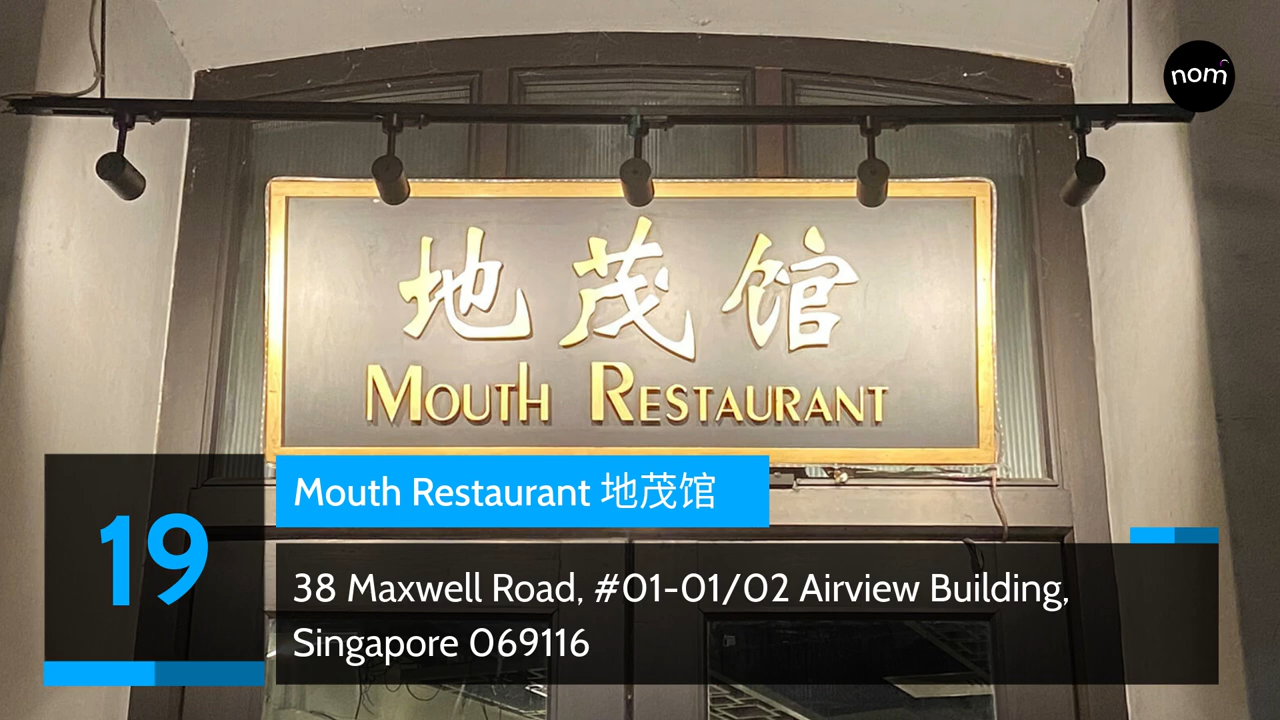 nom
地茂馆
Mouth Restaurant
19
Mouth Restaurant 地茂馆
38 Maxwell Road, #01-01/02 Airview Building,
Singapore 069116